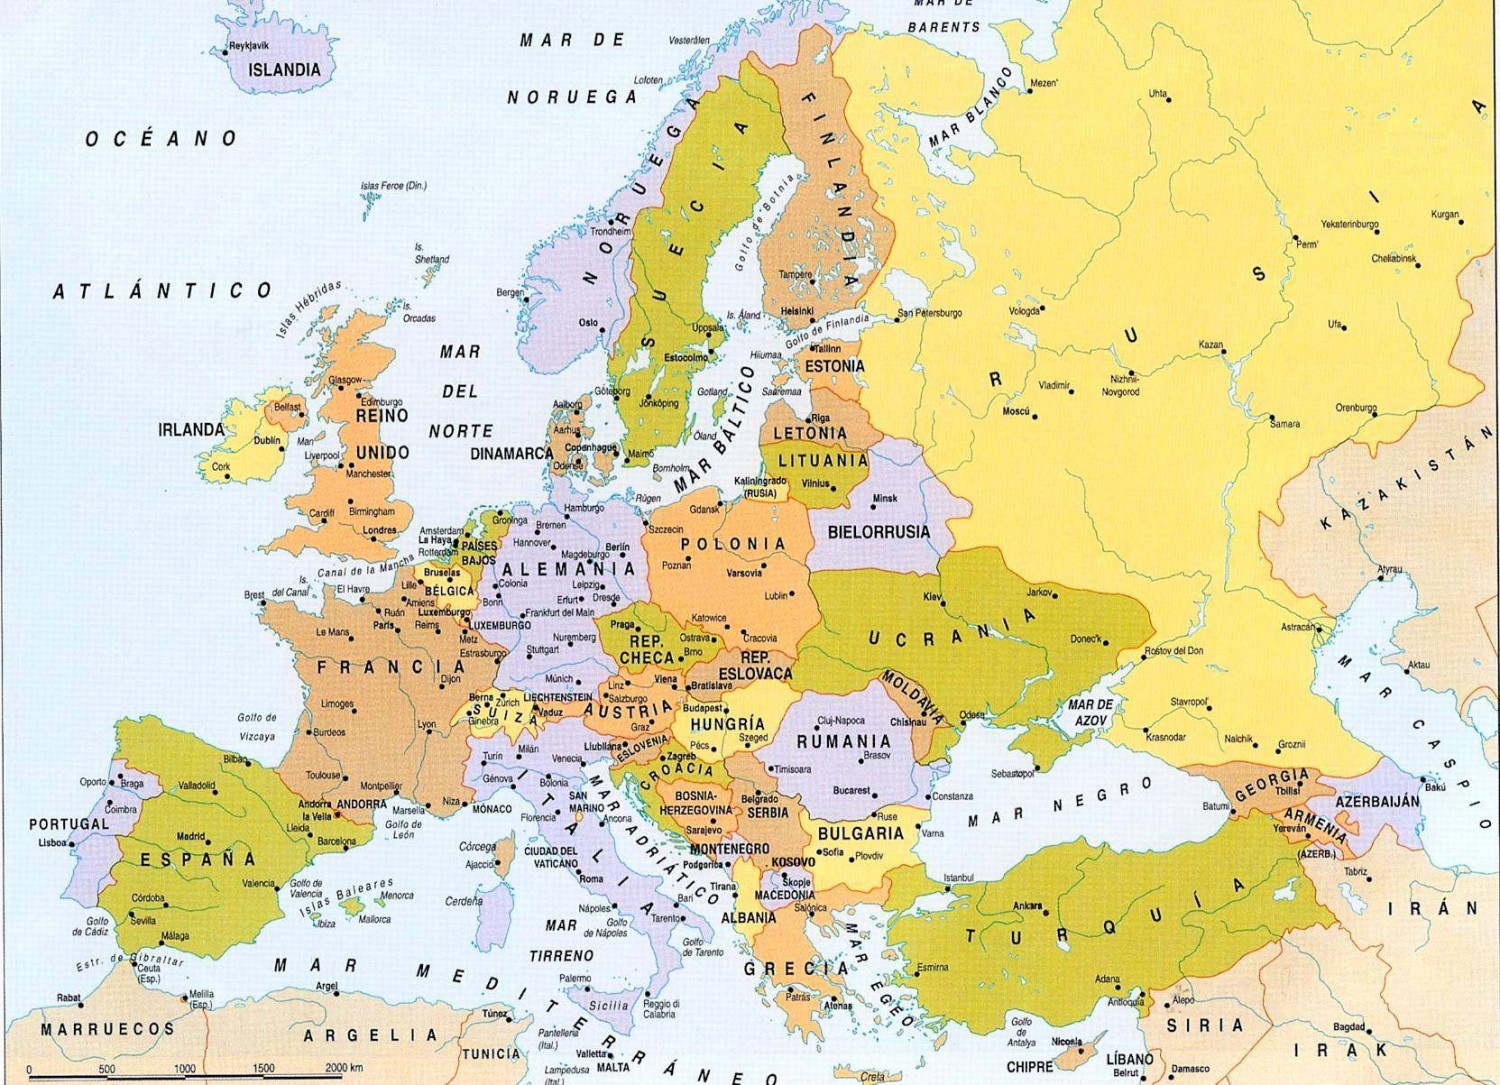 MAR DE
BARENTS
Reykjavík
ISLANDIA
MAR DE
NORUEGA
Vesterålen
Lofoten
OCÉANO
ATLÁNTICO
Islas Feroe (Din.)
Is.
Shetland
Is.
Orcadas
Islas Hébridas
MAR BLANCO
Mezen'
Uhta
NORUEGA
SUECIA
FINLANDIA
RUSIA
Golfo de Botnia
Trondheim
Bergen
Oslo
Tampere
Helsinki
Is. Åland
Golfo de Finlandia
San Petersburgo
Vologda
Yekaterinburgo
Kurgan
Perm'
Cheliabinsk
Ufa
Kazan
Nizhnii-
Novgorod
Vladimir
Moscú
Samara
Orenburgo
Uppsala
Estocolmo
Göteborg
Jönköping
Gotland
Öland
Malmö
Bornholm
Hiiumaa
Saaremaa
Tallinn
ESTONIA
Riga
LETONIA
LITUANIA
Vilnius
Kaliningrado
(RUSIA)
MAR BÁLTICO
MAR
DEL
NORTE
Glasgow
Edimburgo
REINO
UNIDO
Belfast
IRLANDA
Dublín
Man
Liverpool
Manchester
Cork
Cardiff
Birmingham
Londres
DINAMARCA
Aalborg
Aarhus
Copenhague
Odense
Rügen
Minsk
BIELORRUSIA
KAZAKISTÁN
Canal de la Mancha
Is.
del Canal
Amsterdam
La Haya
Rotterdam
PAÍSES
BAJOS
Groninga
Bruselas
BÉLGICA
Lille
Luxemburgo
LUXEMBURGO
Hamburgo
Bremen
Hannover
Magdeburgo
Berlín
ALEMANIA
Colonia
Bonn
Leipzig
Erfurt
Dresde
Frankfurt del Main
Nuremberg
Stuttgart
Múnich
Gdansk
Szczecin
POLONIA
Poznan
Varsovia
Lublin
Katowice
Cracovia
Praga
REP.
CHECA
Ostrava
Brno
REP.
ESLOVACA
Bratislava
Kiev
Jarkov
UCRANIA
Donec'k
Odessa
Sebastopol
MAR DE
AZOV
Rostov del Don
Astracán
Atyrau
Aktau
MAR CASPIO
Stavropol'
Krasnodar
Nalchik
Groznii
Brest
El Havre
Amiens
Ruán
París
Reims
Metz
Estrasburgo
Le Mans
FRANCIA
Dijon
Limoges
Lyon
Burdeos
Toulouse
Montpellier
Marsella
Niza
MÓNACO
Golfo de
León
Golfo de
Vizcaya
Berna
Zúrich
SUIZA
Ginebra
LIECHTENSTEIN
Vaduz
Linz
Viena
Salzburgo
AUSTRIA
Graz
Budapest
HUNGRÍA
Szeged
Pécs
MOLDAVIA
Chisinau
Cluj-Napoca
RUMANIA
Brasov
Timisoara
Bucarest
Constanza
Liubliana
ESLOVENIA
Zagreb
CROACIA
BOSNIA-
HERZEGOVINA
Sarajevo
Belgrado
SERBIA
MONTENEGRO
Podgorica
KOSOVO
Skopje
MACEDONIA
Tirana
ALBANIA
BULGARIA
Ruse
Varna
Sofia
Plovdiv
MAR NEGRO
GEORGIA
Tbilisi
Batumi
ARMENIA
Yereván
(AZERB.)
AZERBAIJÁN
Bakú
Tabriz
IRÁN
Bilbao
Oporto
Braga
Coimbra
Valladolid
PORTUGAL
Lisboa
Madrid
ESPAÑA
Andorra
la Vella
ANDORRA
Lleida
Barcelona
Valencia
Golfo de
Valencia
Islas Baleares
Menorca
Mallorca
Ibiza
Córdoba
Sevilla
Málaga
Golfo
de Cádiz
Estr. de Gibraltar
Ceuta
(Esp.)
Melilla
(Esp.)
Turín
Milán
Venecia
Génova
Bolonia
SAN
MARINO
Florencia
Ancona
ITALIA
CIUDAD DEL
VATICANO
Roma
Nápoles
Golfo
de Nápoles
Bari
Tarento
Golfo
de Tarento
Córcega
Ajaccio
Cerdeña
MAR
TIRRENO
MAR ADRIÁTICO
Palermo
Sicilia
Reggio di
Calabria
Pantelleria
(Ital.)
Lampedusa
(Ital.)
Valletta
MALTA
MAR MEDITERRÁNEO
Salónica
GRECIA
Patrás
Atenas
MAR EGEO
Creta
Istanbul
Ankara
TURQUÍA
Esmirna
Adana
Antioquía
Golfo
de
Antalya
Nicosia
CHIPRE
Alepo
SIRIA
LÍBANO
Beirut
Damasco
Bagdad
IRAK
Rabat
MARRUECOS
Argel
ARGELIA
Túnez
TUNICIA
0 500 1000 1500 2000 km